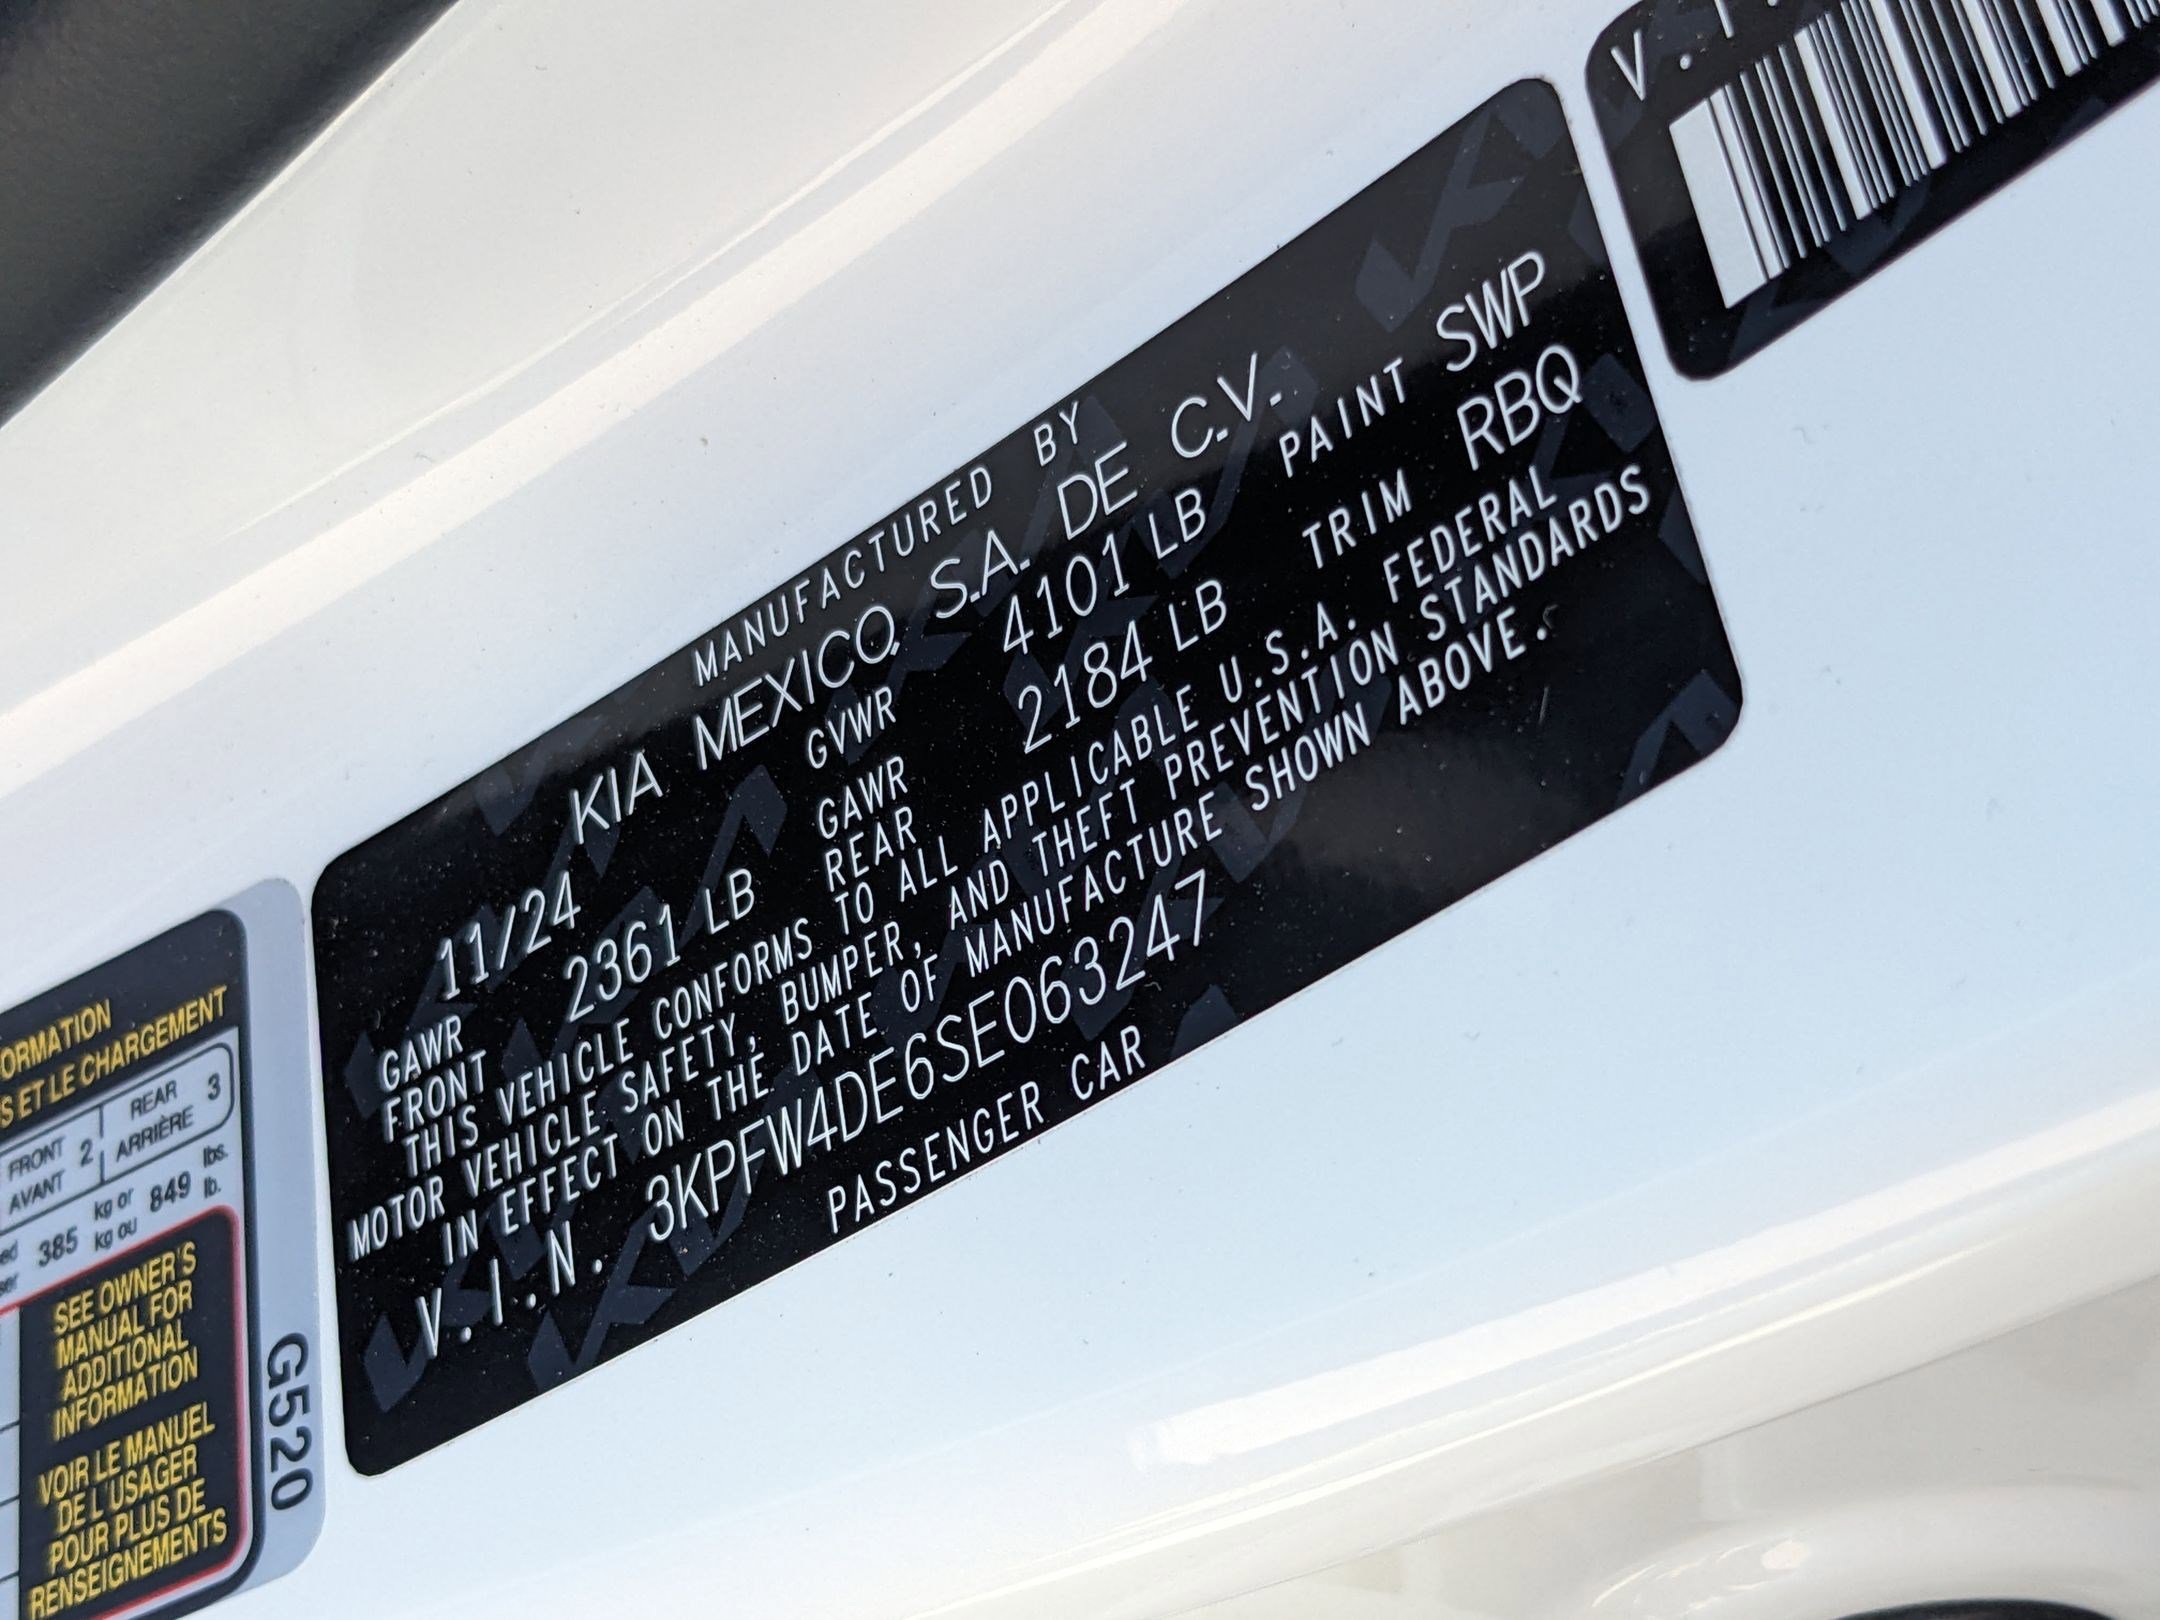 MANUFACTURED BY
11/24 KIA MEXICO, S.A. DE C.V.
GAWR FRONT 2361 LB GVWR 4101 LB PAINT SWP
GAWR REAR 2184 LB TRIM RBQ
THIS VEHICLE CONFORMS TO ALL APPLICABLE U.S.A. FEDERAL
MOTOR VEHICLE SAFETY, BUMPER, AND THEFT PREVENTION STANDARDS
IN EFFECT ON THE DATE OF MANUFACTURE SHOWN ABOVE.
V.I.N. 3KPFW4DE6SE063247
PASSENGER CAR
ET LE CHARGEMENT
FRONT 2 REAR 3
AVANT ARRIÈRE
385 kg or 849 lbs.
kg ou lb.
SEE OWNER'S
MANUAL FOR
ADDITIONAL
INFORMATION
VOIR LE MANUEL
DE L'USAGER
POUR PLUS DE
RENSEIGNEMENTS
G520